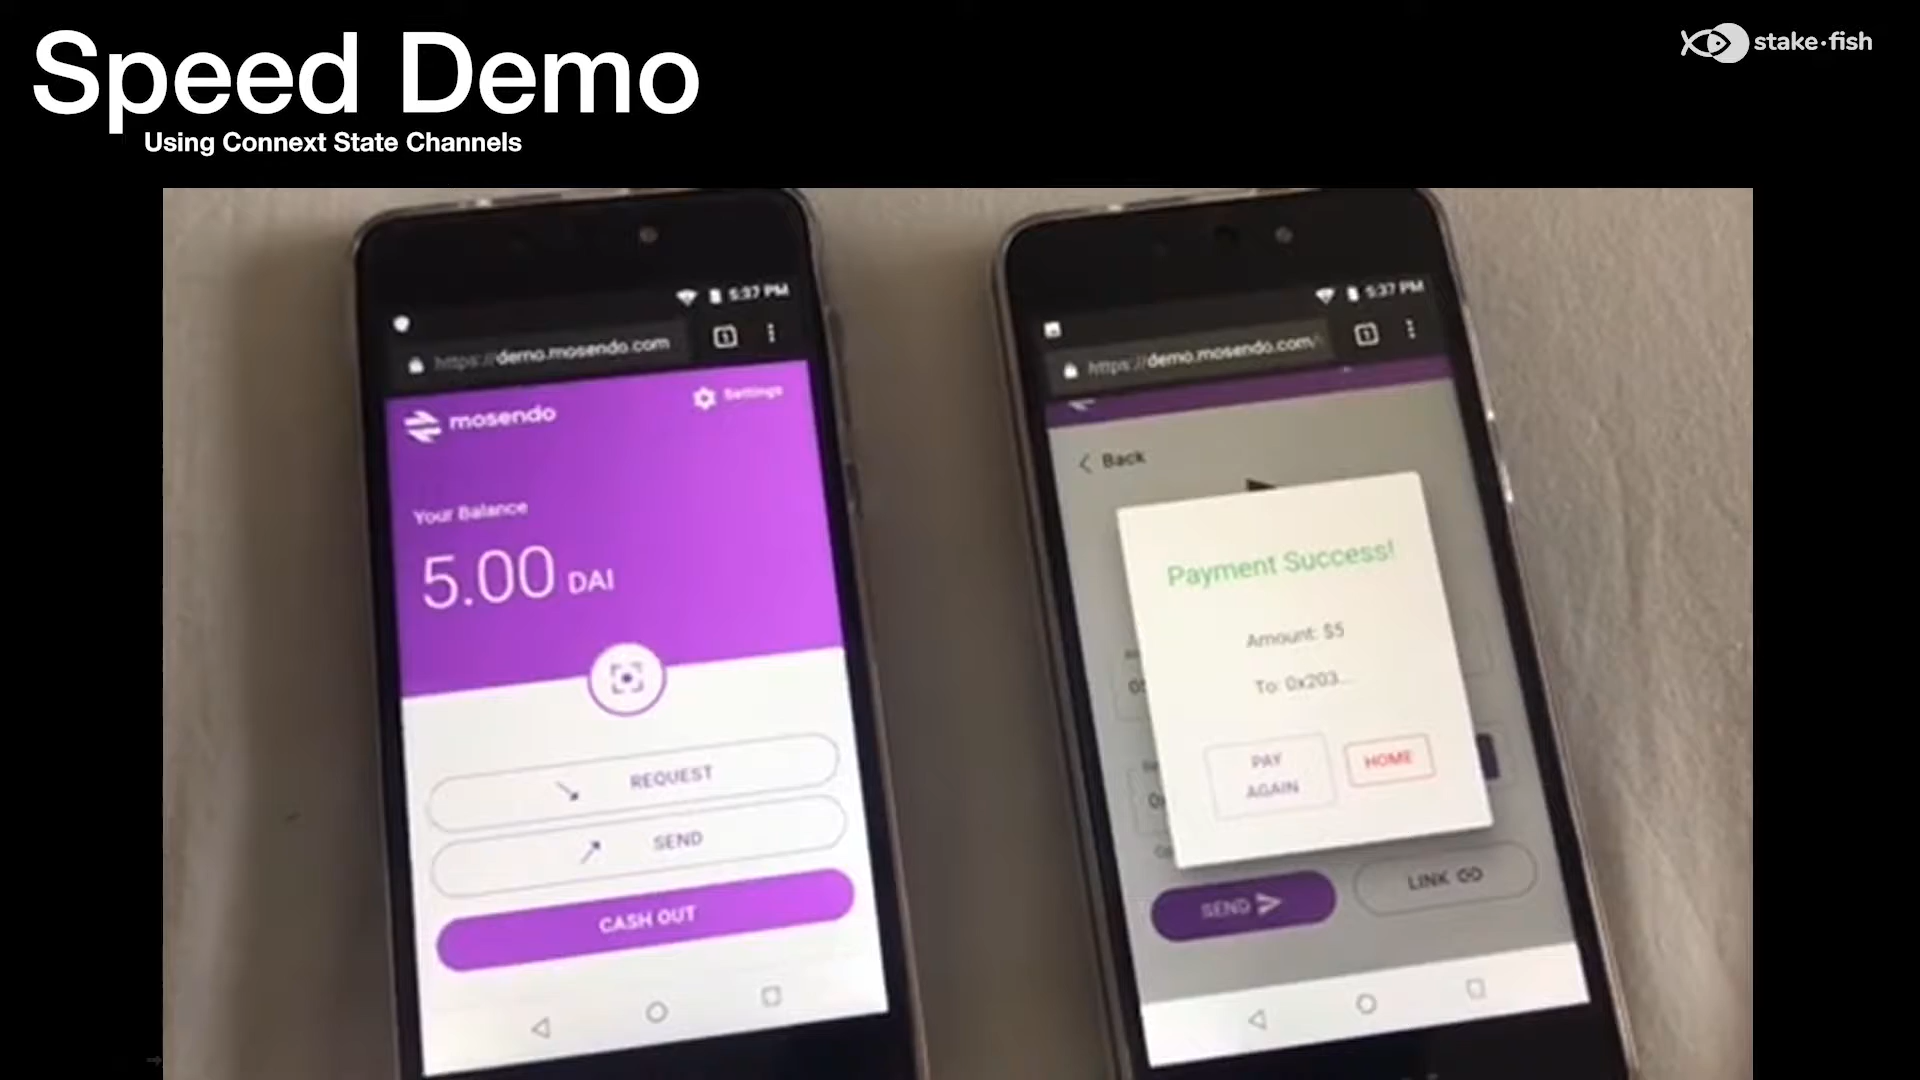 Speed Demo
Using Connext State Channels
stake·fish
5:37 PM
https://demo.mosendo.com
1
mosendo
Settings
Your Balance
5.00 DAI
REQUEST
SEND
CASH OUT
5:37 PM
https://demo.mosendo.com/
1
Back
Payment Success!
Amount: $5
To: 0x203...
PAY
AGAIN
HOME
SEND
LINK